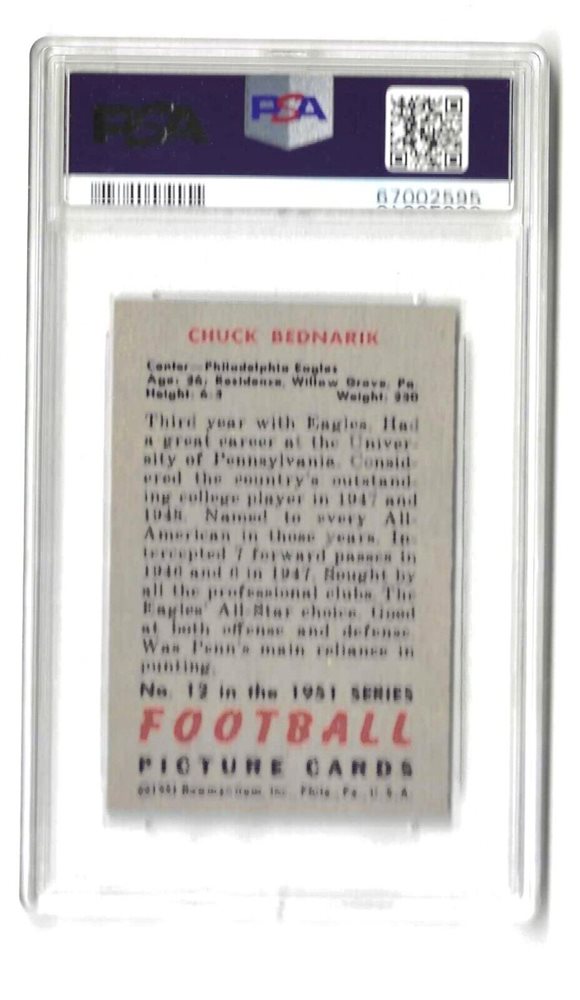 PSA
PSA
67002595
CHUCK BEDNARIK
Center—Philadelphia Eagles
Age: 26; Residence, Willow Grove, Pa.
Height: 6-3 Weight: 230
Third year with Eagles. Had
a great career at the Univer-
sity of Pennsylvania. Consid-
ered the country's outstand-
ing college player in 1947 and
1948. Named to every All-
American in those years. In-
tercepted 7 forward passes in
1946 and 6 in 1947. Sought by
all the professional clubs. The
Eagles' All-Star choice. Good
at both offense and defense.
Was Penn's main reliance in
punting.
No. 12 in the 1951 SERIES
FOOTBALL
PICTURE CARDS
©1951 Bowman Gum Inc., Phila., Pa., U.S.A.